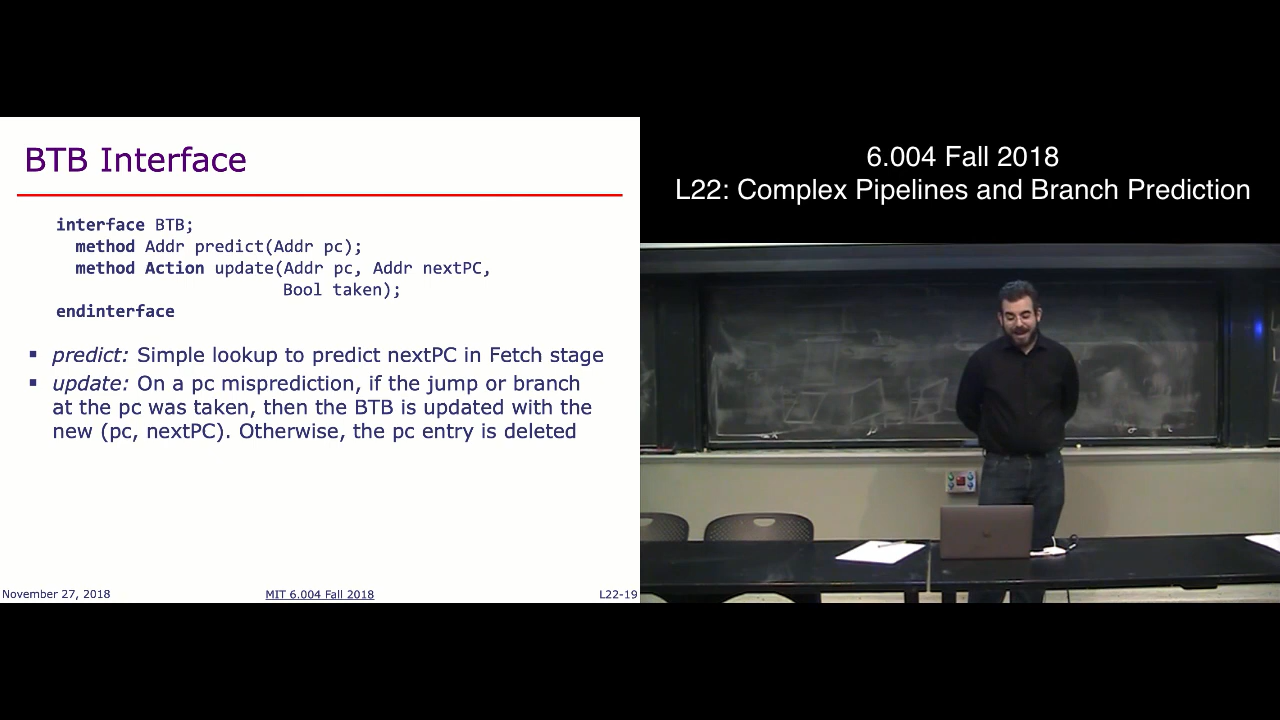 BTB Interface
interface BTB;
method Addr predict(Addr pc);
method Action update(Addr pc, Addr nextPC,
Bool taken);
endinterface
▪ predict: Simple lookup to predict nextPC in Fetch stage
▪ update: On a pc misprediction, if the jump or branch
at the pc was taken, then the BTB is updated with the
new (pc, nextPC). Otherwise, the pc entry is deleted
November 27, 2018
MIT 6.004 Fall 2018
L22-19
6.004 Fall 2018
L22: Complex Pipelines and Branch Prediction